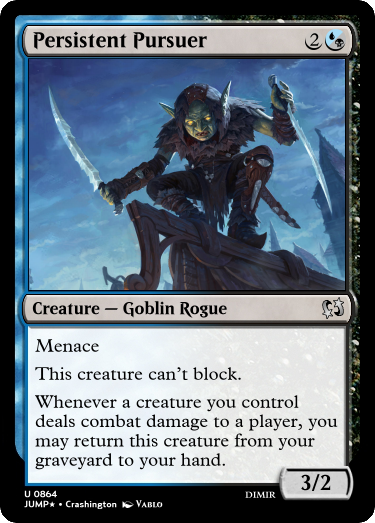 Persistent Pursuer 2
Creature — Goblin Rogue
Menace
This creature can't block.
Whenever a creature you control
deals combat damage to a player, you
may return this creature from your
graveyard to your hand.
3/2
U 0864
JUMP★ • Crashington Vablo
DIMIR